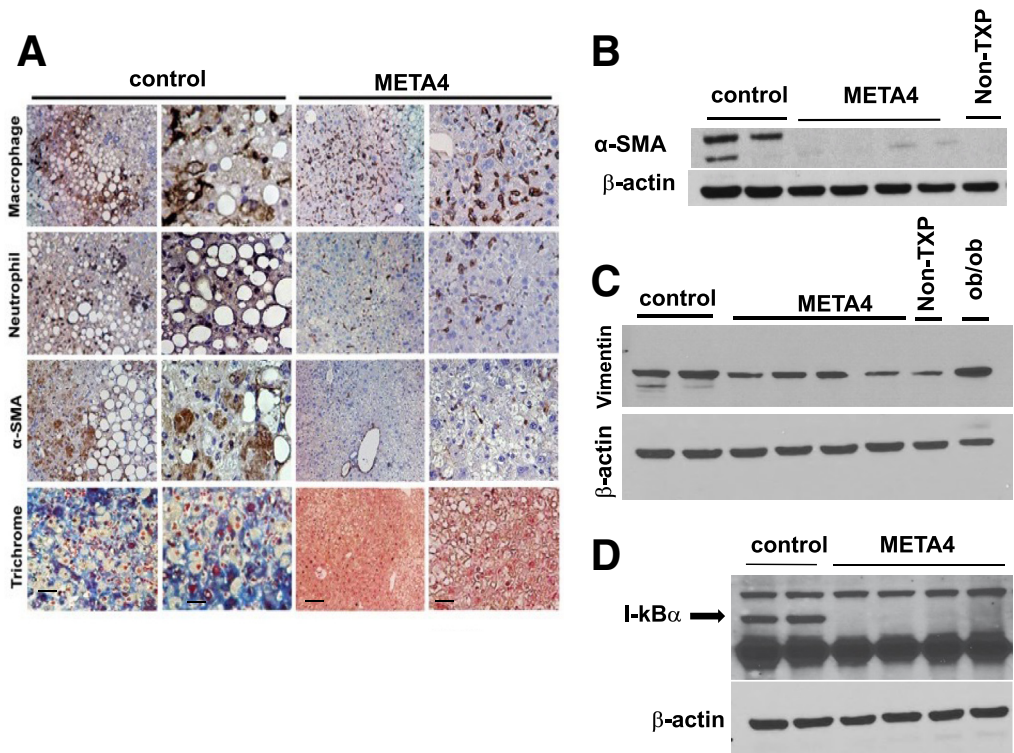 A
control META4
Macrophage
Neutrophil
α-SMA
Trichrome
B
control META4 Non-TXP
α-SMA
β-actin
C
control META4 Non-TXP ob/ob
Vimentin
β-actin
D
control META4
I-kBα
β-actin